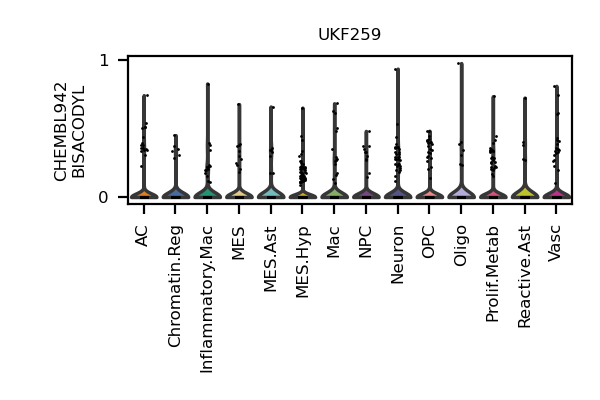 UKF259
CHEMBL942
BISACODYL
1
0
AC
Chromatin.Reg
Inflammatory.Mac
MES
MES.Ast
MES.Hyp
Mac
NPC
Neuron
OPC
Oligo
Prolif.Metab
Reactive.Ast
Vasc